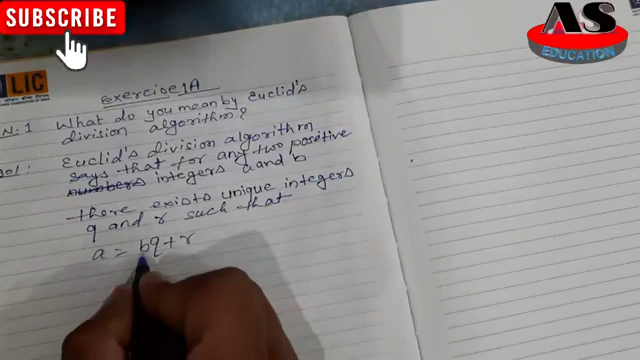 SUBSCRIBE
AS
EDUCATION
LIC
Exercise 1A
N: 1 What do you mean by Euclid's
division algorithm?
Sol: Euclid's division algorithm
says that for any two positive
numbers integers a and b
there exists unique integers
q and r such that
a = bq + r